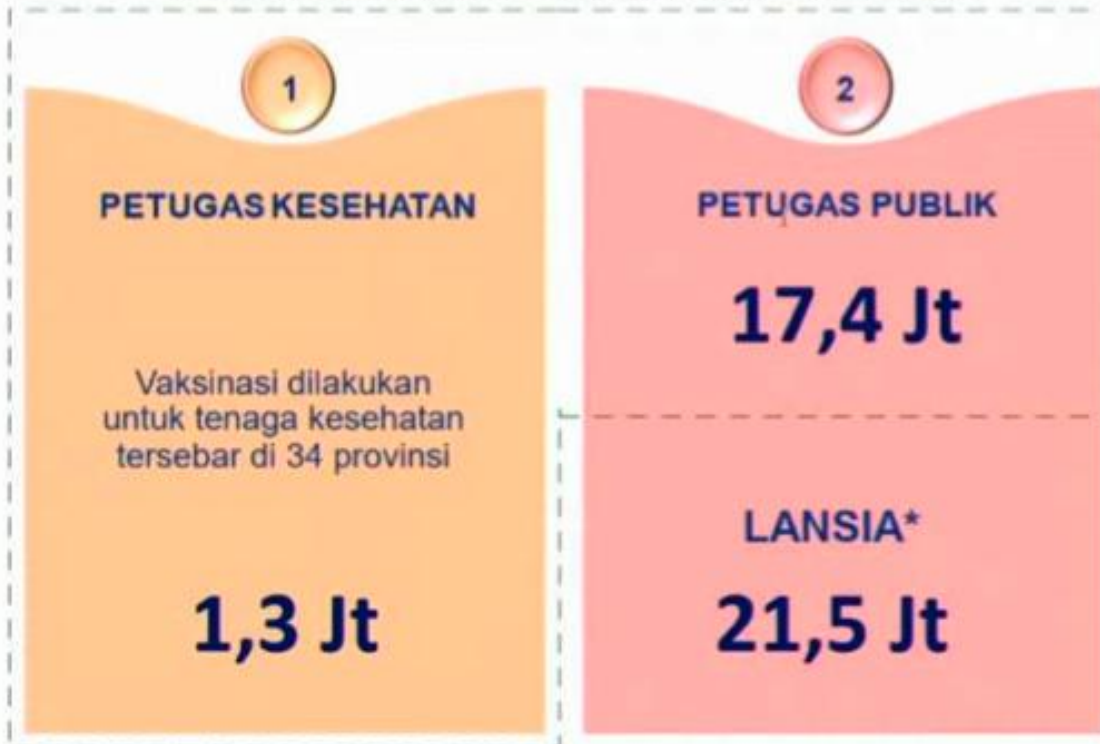 1
PETUGAS KESEHATAN
Vaksinasi dilakukan
untuk tenaga kesehatan
tersebar di 34 provinsi
1,3 Jt
2
PETUGAS PUBLIK
17,4 Jt
LANSIA*
21,5 Jt